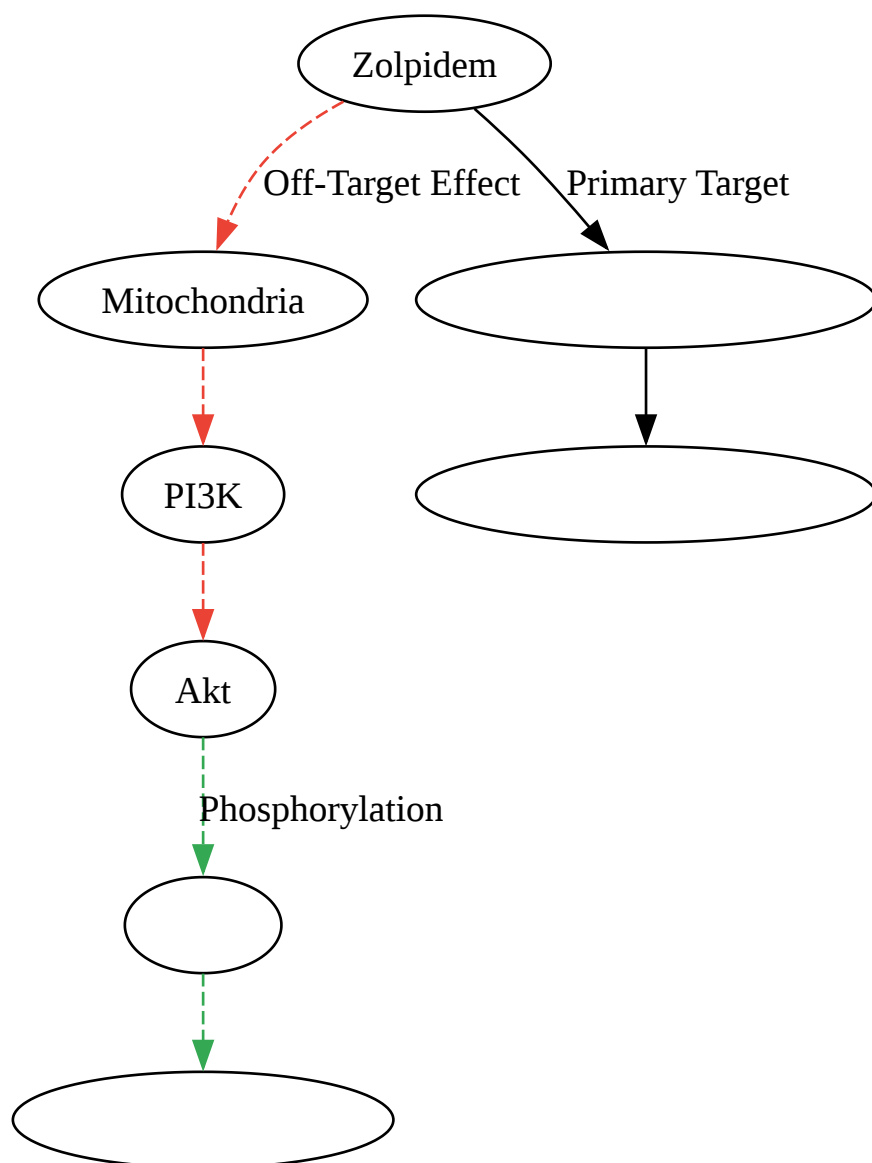 Zolpidem
Off-Target Effect
Primary Target
Mitochondria
PI3K
Akt
Phosphorylation